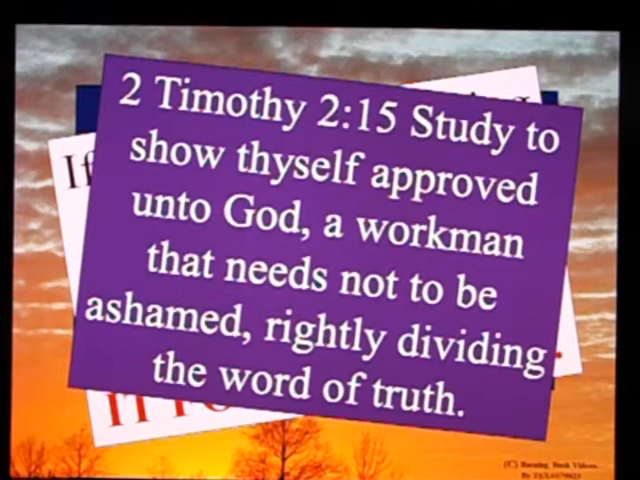 2 Timothy 2:15 Study to
show thyself approved
unto God, a workman
that needs not to be
ashamed, rightly dividing
the word of truth.
If